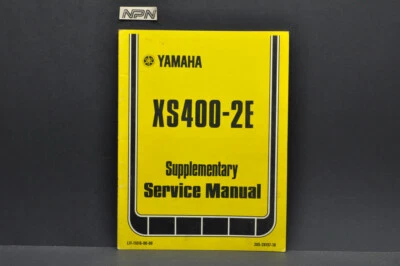 NPN
YAMAHA
XS400-2E
Supplementary
Service Manual